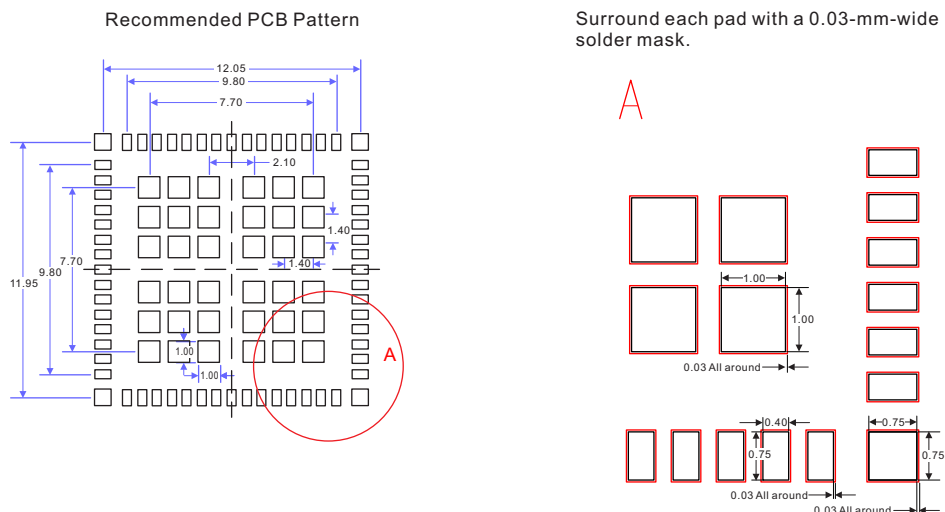 Recommended PCB Pattern
12.05
9.80
7.70
2.10
1.40
1.40
7.70
9.80
11.95
1.00
1.00
A
Surround each pad with a 0.03-mm-wide
solder mask.
A
1.00
1.00
0.03 All around
0.40
0.75
0.75
0.75
0.03 All around
0.03 All around